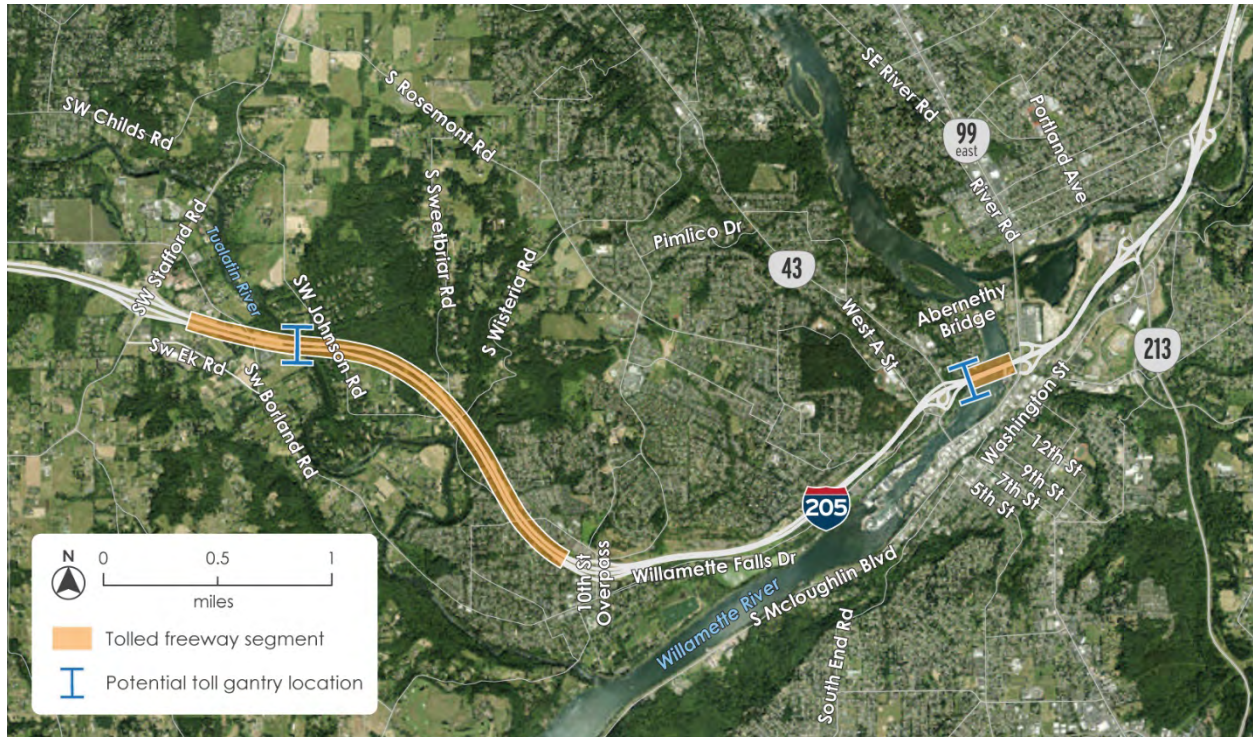 SW Childs Rd
S Rosemont Rd
SE River Rd
99
east
Portland Ave
River Rd
SW Stafford Rd
Tualatin River
SW Johnson Rd
S Sweetbriar Rd
S Wisteria Rd
Pimlico Dr
43
West A St
Abernethy
Bridge
213
Sw Ek Rd
Sw Borland Rd
Washington St
12th St
9th St
7th St
5th St
205
10th St
Overpass
Willamette Falls Dr
Willamette River
S Mcloughlin Blvd
South End Rd
N
0
0.5
1
miles
Tolled freeway segment
Potential toll gantry location